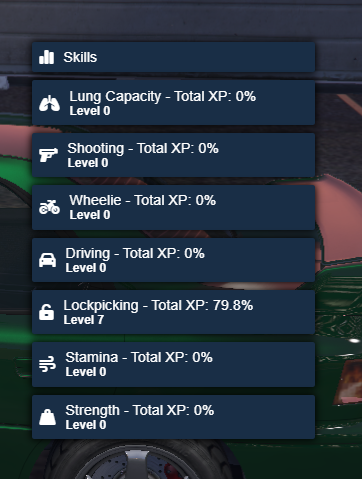 Skills
Lung Capacity - Total XP: 0%
Level 0
Shooting - Total XP: 0%
Level 0
Wheelie - Total XP: 0%
Level 0
Driving - Total XP: 0%
Level 0
Lockpicking - Total XP: 79.8%
Level 7
Stamina - Total XP: 0%
Level 0
Strength - Total XP: 0%
Level 0